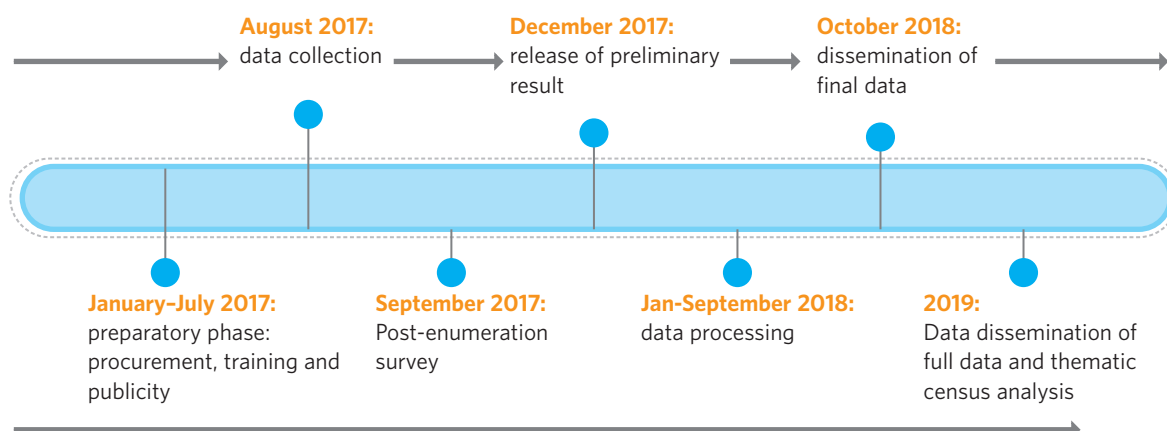 August 2017:
data collection
December 2017:
release of preliminary
result
October 2018:
dissemination of
final data
January–July 2017:
preparatory phase:
procurement, training and
publicity
September 2017:
Post-enumeration
survey
Jan-September 2018:
data processing
2019:
Data dissemination of
full data and thematic
census analysis